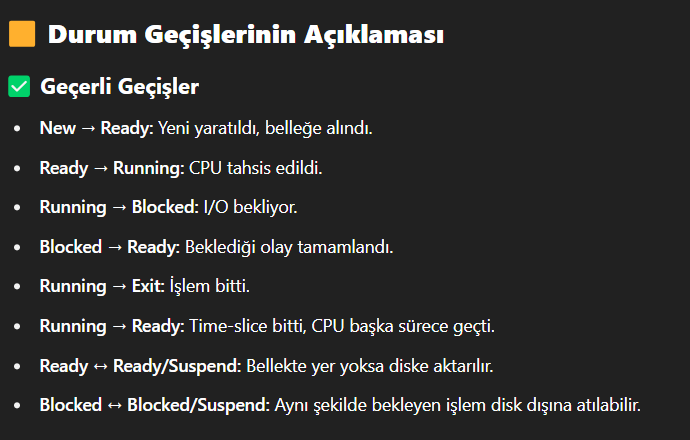 Durum Geçişlerinin Açıklaması
Geçerli Geçişler
• New → Ready: Yeni yaratıldı, belleğe alındı.
• Ready → Running: CPU tahsis edildi.
• Running → Blocked: I/O bekliyor.
• Blocked → Ready: Beklediği olay tamamlandı.
• Running → Exit: İşlem bitti.
• Running → Ready: Time-slice bitti, CPU başka sürece geçti.
• Ready ↔ Ready/Suspend: Bellekte yer yoksa diske aktarılır.
• Blocked ↔ Blocked/Suspend: Aynı şekilde bekleyen işlem disk dışına atılabilir.